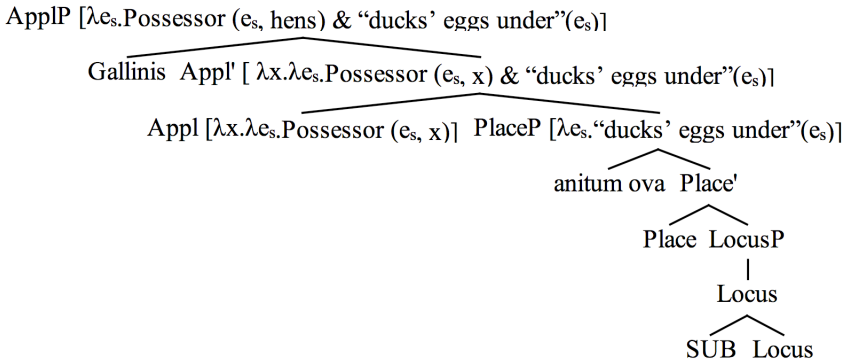 ApplP [λeₛ.Possessor (eₛ, hens) & “ducks’ eggs under”(eₛ)]
Gallinis Appl' [ λx.λeₛ.Possessor (eₛ, x) & “ducks’ eggs under”(eₛ)]
Appl [λx.λeₛ.Possessor (eₛ, x)] PlaceP [λeₛ.“ducks’ eggs under”(eₛ)]
anitum ova Place'
Place LocusP
Locus
SUB Locus